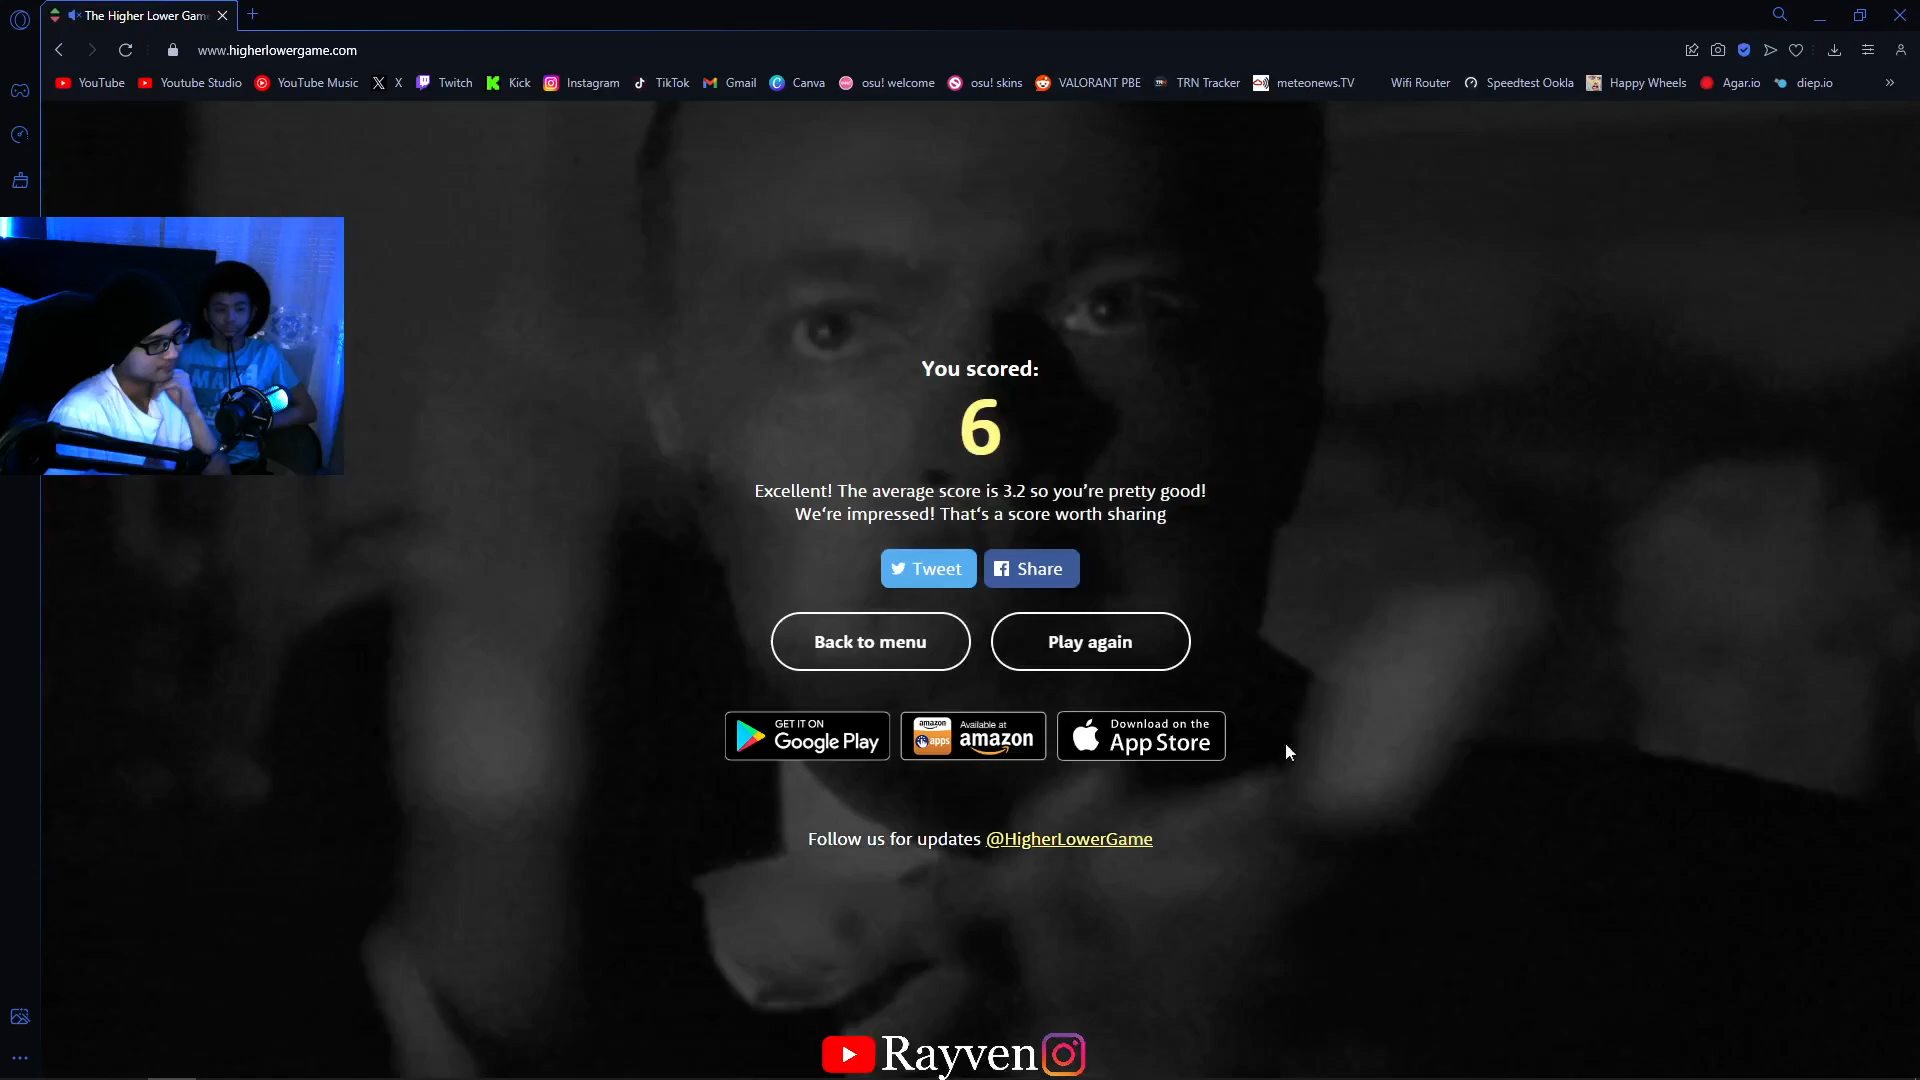 The Higher Lower Gam
www.higherlowergame.com
YouTube
Youtube Studio
YouTube Music
X
Twitch
Kick
Instagram
TikTok
Gmail
Canva
osu! welcome
osu! skins
VALORANT PBE
TRN Tracker
meteonews.TV
Wifi Router
Speedtest Ookla
Happy Wheels
Agar.io
diep.io
You scored:
6
Excellent! The average score is 3.2 so you're pretty good!
We're impressed! That's a score worth sharing
Tweet
Share
Back to menu
Play again
GET IT ON
Google Play
amazon
apps
Available at
amazon
Download on the
App Store
Follow us for updates @HigherLowerGame
Rayven